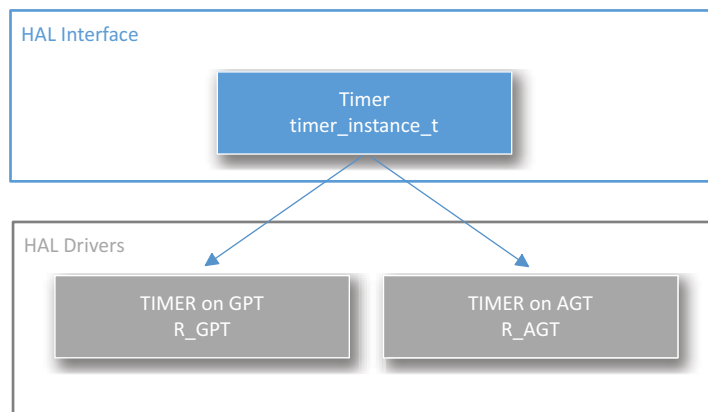 HAL Interface
Timer
timer_instance_t
HAL Drivers
TIMER on GPT
R_GPT
TIMER on AGT
R_AGT